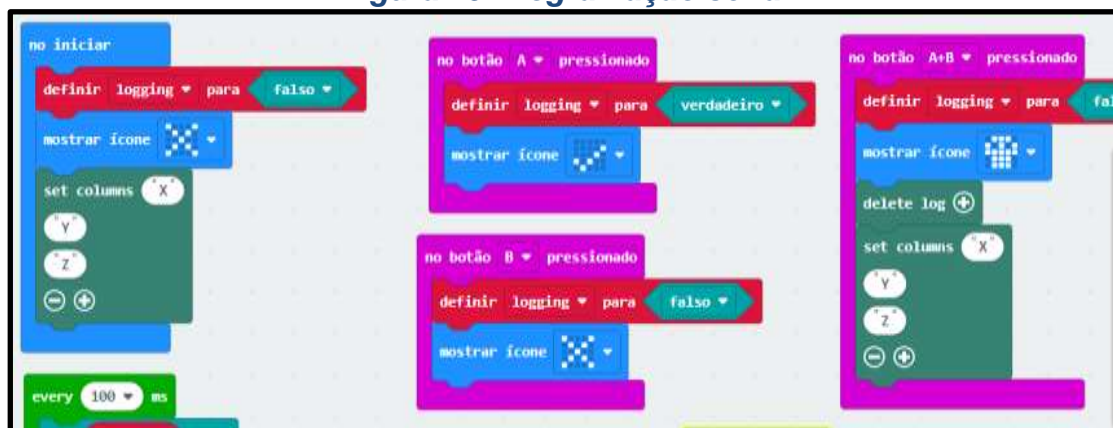 no iniciar
definir logging para falso
mostrar ícone
set columns "X"
"Y"
"Z"
no botão A pressionado
definir logging para verdadeiro
mostrar ícone
no botão B pressionado
definir logging para falso
mostrar ícone
no botão A+B pressionado
definir logging para
mostrar ícone
delete log
set columns "X"
"Y"
"Z"
every 100 ms